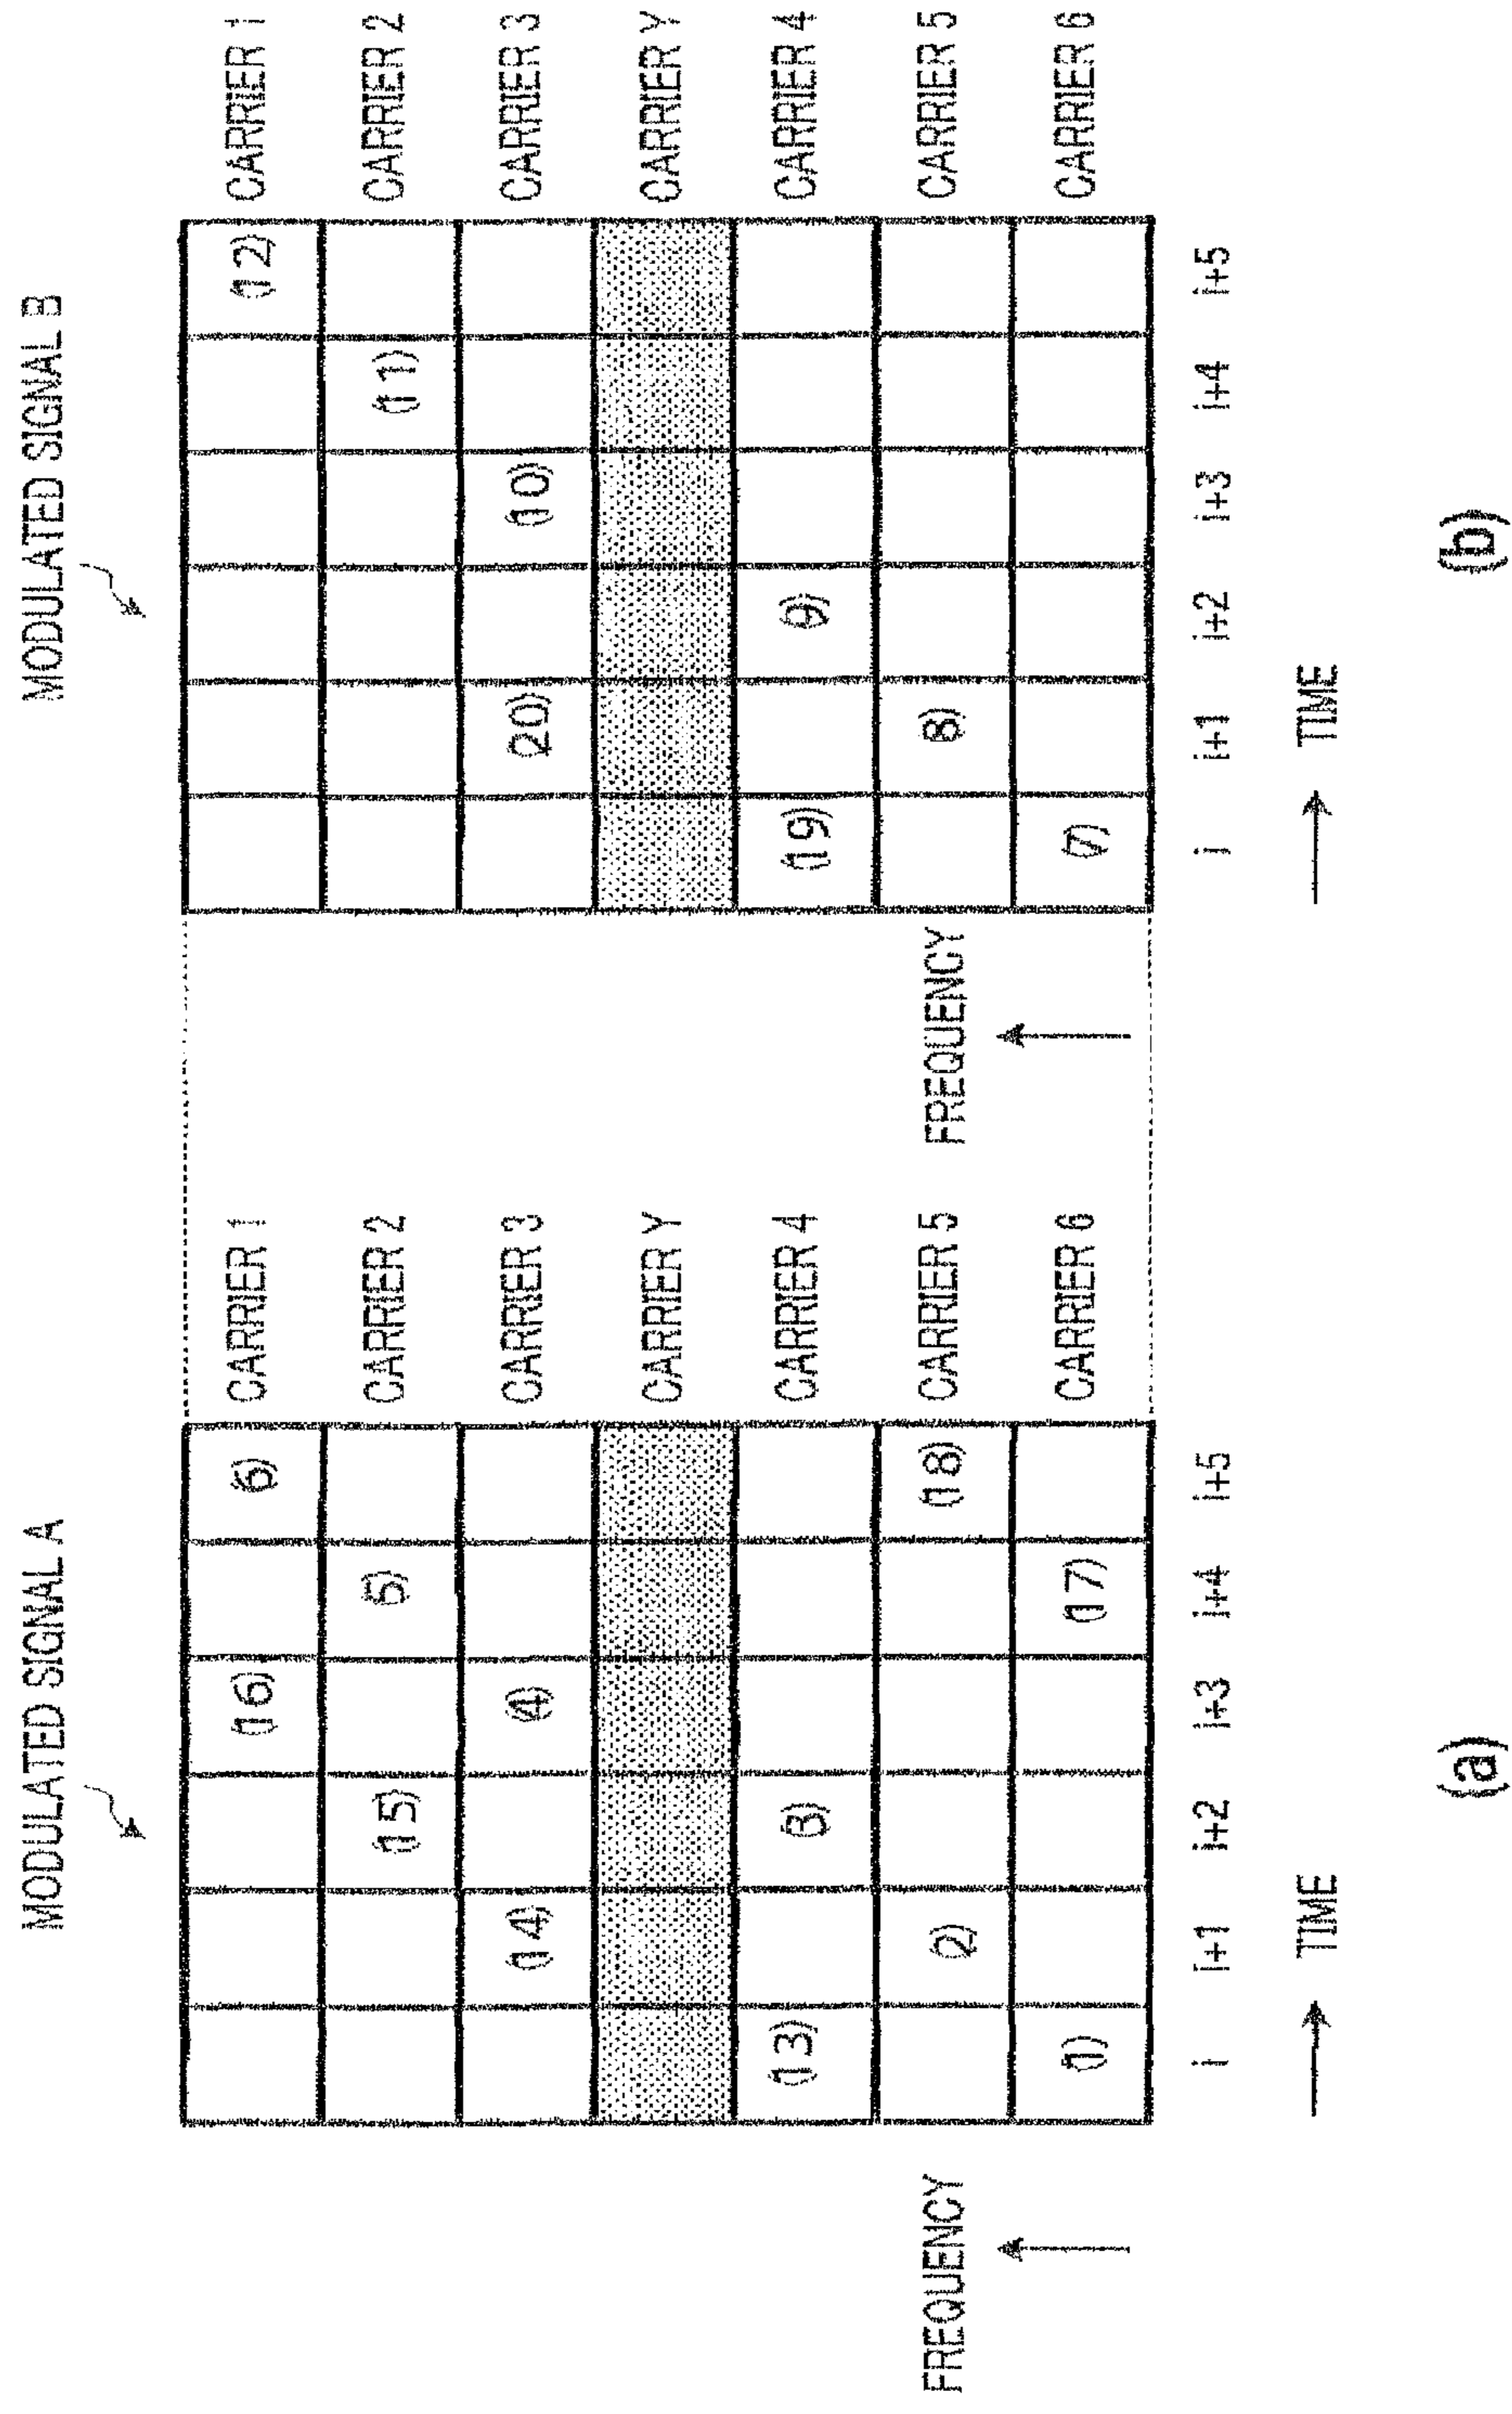 MODULATED SIGNAL A
(6) CARRIER 1
(16)
(5) CARRIER 2
(15)
(14) (4) CARRIER 3
CARRIER Y
(13) (3) CARRIER 4
FREQUENCY (2) (18) CARRIER 5
(1) (17) CARRIER 6
i i+1 i+2 i+3 i+4 i+5
TIME
(a)
MODULATED SIGNAL B
(12) CARRIER 1
(11) CARRIER 2
(20) (10) CARRIER 3
CARRIER Y
(19) (9) CARRIER 4
FREQUENCY (8) CARRIER 5
(7) CARRIER 6
i i+1 i+2 i+3 i+4 i+5
TIME
(b)